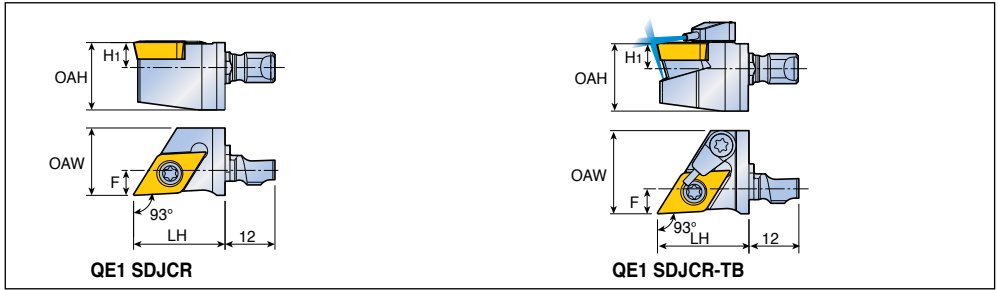 H1
OAH
OAW
F
93°
LH
12
QE1 SDJCR
H1
OAH
OAW
F
93°
LH
12
QE1 SDJCR-TB